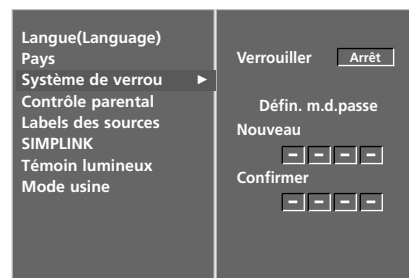 Langue(Language)
Pays
Système de verrou ►
Contrôle parental
Labels des sources
SIMPLINK
Témoin lumineux
Mode usine
Verrouiller Arrêt
Défin. m.d.passe
Nouveau
– – – –
Confirmer
– – – –